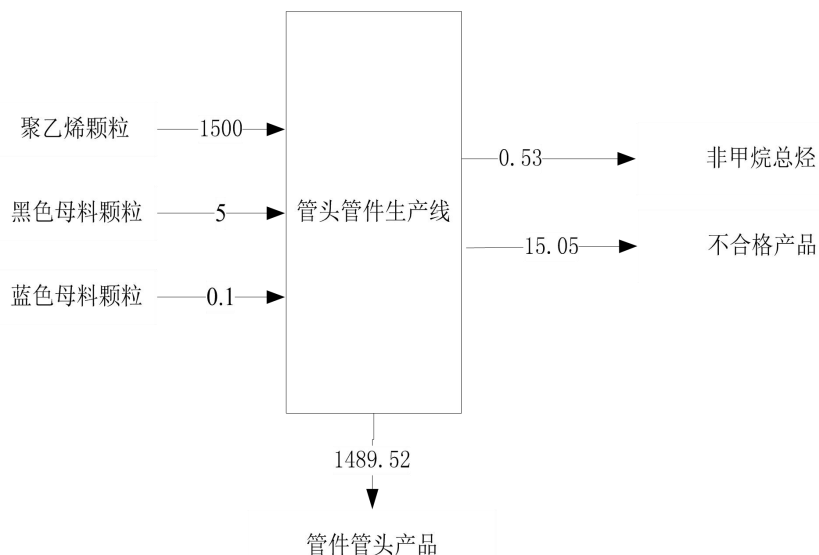 聚乙烯颗粒
1500
黑色母料颗粒
5
蓝色母料颗粒
0.1
管头管件生产线
0.53
非甲烷总烃
15.05
不合格产品
1489.52
管件管头产品